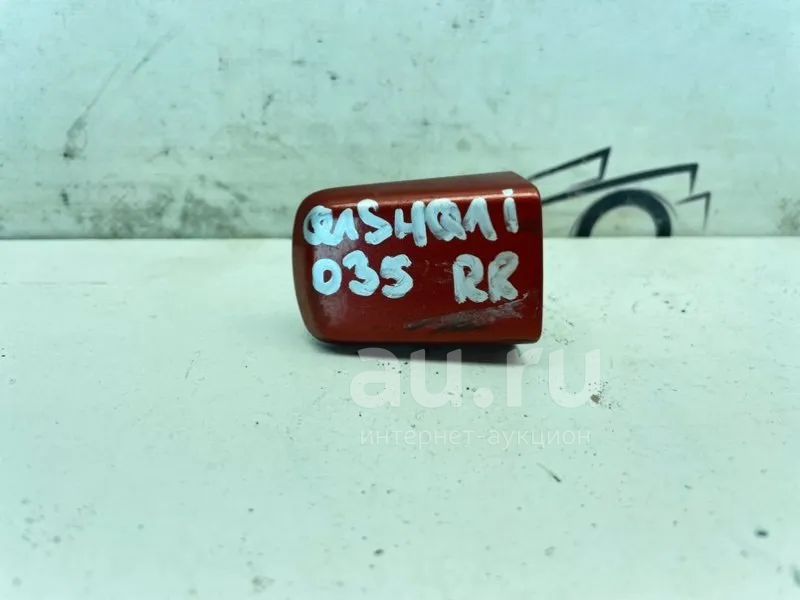 QASHQAI
035 RR
au.ru
интернет-аукцион